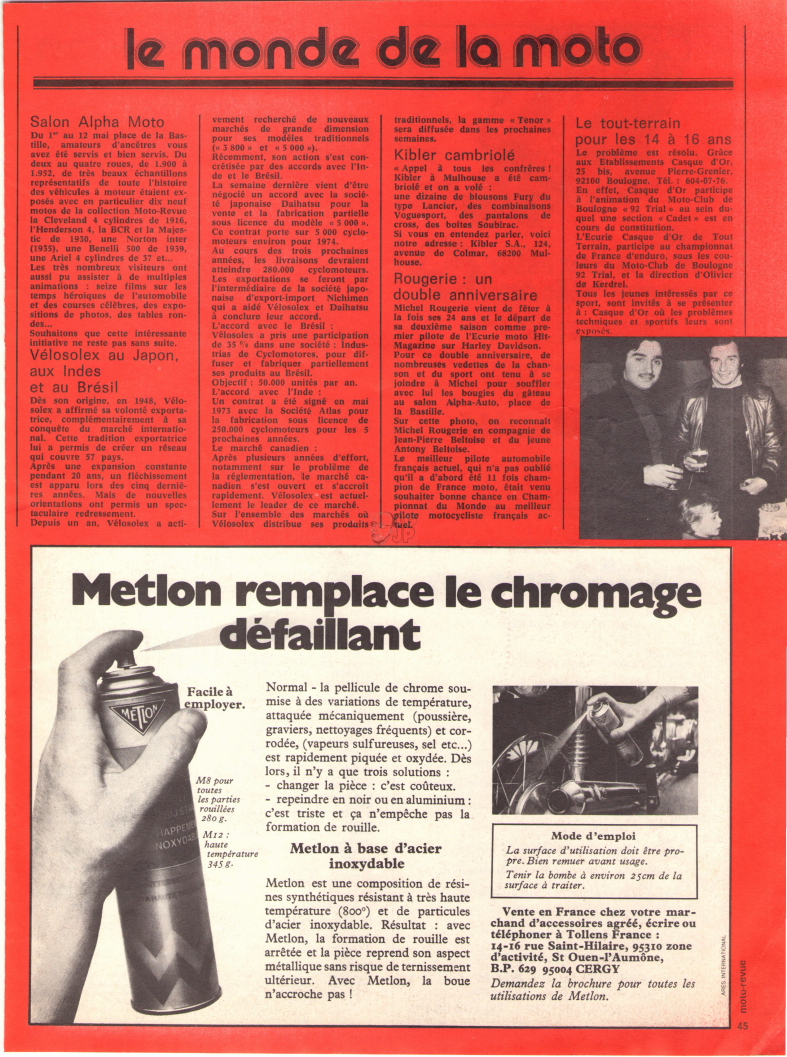 le monde de la moto
Salon Alpha Moto
Du 1er au 12 mai place de la Bas-
tille, amateurs d'ancêtres vous
avez été servis et bien servis. Du
deux au quatre roues, de 1.900 à
1.952, de très beaux échantillons
représentatifs de toute l'histoire
des véhicules à moteur étaient ex-
posés avec en particulier dix neuf
motos de la collection Moto-Revue
la Cleveland 4 cylindres de 1916,
l'Henderson 4, la BCR et la Majes-
tic de 1930, une Norton inter
(1955), une Benelli 500 de 1939,
une Ariel 4 cylindres de 37 et...
Les très nombreux visiteurs ont
aussi pu assister à de multiples
animations : seize films sur les
temps héroïques de l'automobile
et des courses célèbres, des expo-
sitions de photos, des tables ron-
des...
Souhaitons que cette intéressante
initiative ne reste pas sans suite.
Vélosolex au Japon,
aux Indes
et au Brésil
Dès son origine, en 1948, Vélo-
solex a affirmé sa volonté exporta-
trice, complémentairement à sa
conquête du marché internatio-
nal. Cette tradition exportatrice
lui a permis de créer un réseau
qui couvre 57 pays.
Après une expansion constante
pendant 20 ans, un fléchissement
est apparu lors des cinq derniè-
res années. Mais de nouvelles
orientations ont permis un spec-
taculaire redressement.
Depuis un an, Vélosolex a acti-
vement recherché de nouveaux
marchés de grande dimension
pour ses modèles traditionnels
(« 3 800 » et « 5 000 »).
Récemment, son action s'est con-
crétisée par des accords avec l'In-
de et le Brésil.
La semaine dernière vient d'être
négocié un accord avec la socié-
té japonaise Daihatsu pour la
vente et la fabrication partielle
sous licence du modèle « 5 000 ».
Ce contrat porte sur 5 000 cyclo-
moteurs environ pour 1974.
Au cours des trois prochaines
années, les livraisons devraient
atteindre 280.000 cyclomoteurs.
Les exportations se feront par
l'intermédiaire de la société japo-
naise d'export-import Nichimen
qui a aidé Vélosolex et Daihatsu
à conclure leur accord.
L'accord avec le Brésil :
Vélosolex a pris une participation
de 35 % dans une société : Indus-
trias de Cyclomotores, pour dif-
fuser et fabriquer partiellement
ses produits au Brésil.
Objectif : 50.000 unités par an.
L'accord avec l'Inde :
Un contrat a été signé en mai
1973 avec la Société Atlas pour
la fabrication sous licence de
250.000 cyclomoteurs pour les 5
prochaines années.
Le marché canadien :
Après plusieurs années d'effort,
notamment sur le problème de
la réglementation, le marché ca-
nadien s'est ouvert et s'accroît
rapidement. Vélosolex est actuel-
lement le leader de ce marché.
Sur l'ensemble des marchés où
Vélosolex distribue ses produits
traditionnels, la gamme « Tenor »
sera diffusée dans les prochaines
semaines.
Kibler cambriolé
« Appel à tous les confrères !
Kibler à Mulhouse a été cam-
briolé et on a volé :
une diraine de blousons Fury du
type Lancier, des combinaisons
Voguesport, des pantalons de
cross, des boites Soubirac.
Si vous en entendez parler, voici
notre adresse : Kibler S.A., 124,
avenue de Colmar, 68200 Mul-
house.
Rougerie : un
double anniversaire
Michel Rougerie vient de fêter à
la fois ses 24 ans et le départ de
sa deuxième saison comme pre-
mier pilote de l'Ecurie moto Hit-
Magazine sur Harley Davidson.
Pour ce double anniversaire, de
nombreuses vedettes de la chan-
son et du sport ont tenu à se
joindre à Michel pour souffler
avec lui les bougies du gâteau
au salon Alpha-Auto, place de
la Bastille.
Sur cette photo, on reconnaît
Michel Rougerie en compagnie de
Jean-Pierre Beltoise et du jeune
Antony Beltoise.
Le meilleur pilote automobile
français actuel, qui n'a pas oublié
qu'il a d'abord été 11 fois cham-
pion de France moto, était venu
souhaiter bonne chance en Cham-
pionnat du Monde au meilleur
pilote motocycliste français ac-
tuel.
Le tout-terrain
pour les 14 à 16 ans
Le problème est résolu. Grâce
aux Etablissements Casque d'Or,
25 bis, avenue Pierre-Grenier,
92100 Boulogne. Tél. : 604-07-76.
En effet, Casque d'Or participe
à l'animation du Moto-Club de
Boulogne « 92 Trial » au sein du-
quel une section « Cadet » est en
cours de constitution.
L'Ecurie Casque d'Or de Tout
Terrain, participe au championnat
de France d'enduro, sous les cou-
leurs du Moto-Club de Boulogne
92 Trial, et la direction d'Olivier
de Kerdrel.
Tous les jeunes intéressés par ce
sport, sont invités à se présenter
à : Casque d'Or où les problèmes
techniques et sportifs leurs sont
exposés.
JP
Metlon remplace le chromage
défaillant
METLON
Facile à
employer.
M8 pour
toutes
les parties
rouillées
280 g.
M12 :
haute
température
345 g.
Normal - la pellicule de chrome sou-
mise à des variations de température,
attaquée mécaniquement (poussière,
graviers, nettoyages fréquents) et cor-
rodée, (vapeurs sulfureuses, sel etc...)
est rapidement piquée et oxydée. Dès
lors, il n'y a que trois solutions :
- changer la pièce : c'est coûteux.
- repeindre en noir ou en aluminium :
c'est triste et ça n'empêche pas la
formation de rouille.
Metlon à base d'acier
inoxydable
Metlon est une composition de rési-
nes synthétiques résistant à très haute
température (800°) et de particules
d'acier inoxydable. Résultat : avec
Metlon, la formation de rouille est
arrêtée et la pièce reprend son aspect
métallique sans risque de ternissement
ultérieur. Avec Metlon, la boue
n'accroche pas !
Mode d'emploi
La surface d'utilisation doit être pro-
pre. Bien remuer avant usage.
Tenir la bombe à environ 25cm de la
surface à traiter.
Vente en France chez votre mar-
chand d'accessoires agréé, écrire ou
téléphoner à Tollens France :
14-16 rue Saint-Hilaire, 95310 zone
d'activité, St Ouen-l'Aumône,
B.P. 629 95004 CERGY
Demandez la brochure pour toutes les
utilisations de Metlon.
ARES INTERNATIONAL
moto-revue
45